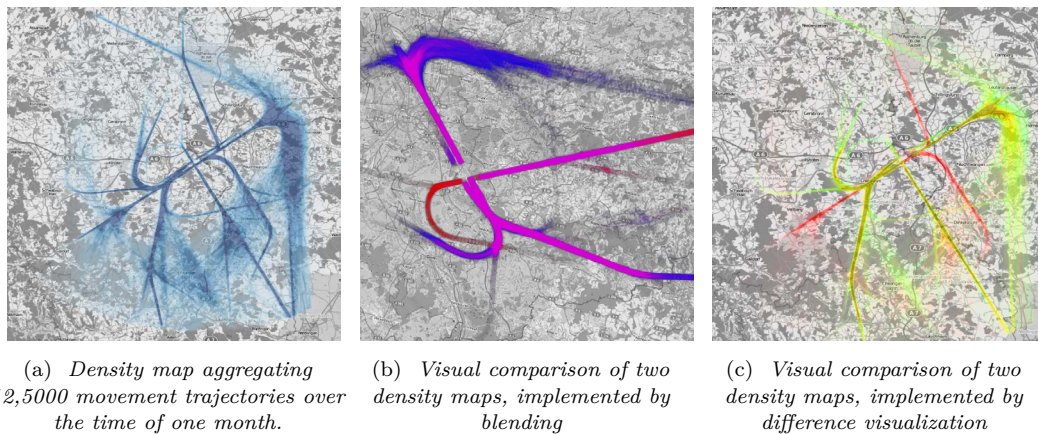 (a) Density map aggregating
2,5000 movement trajectories over
the time of one month.
(b) Visual comparison of two
density maps, implemented by
blending
(c) Visual comparison of two
density maps, implemented by
difference visualization